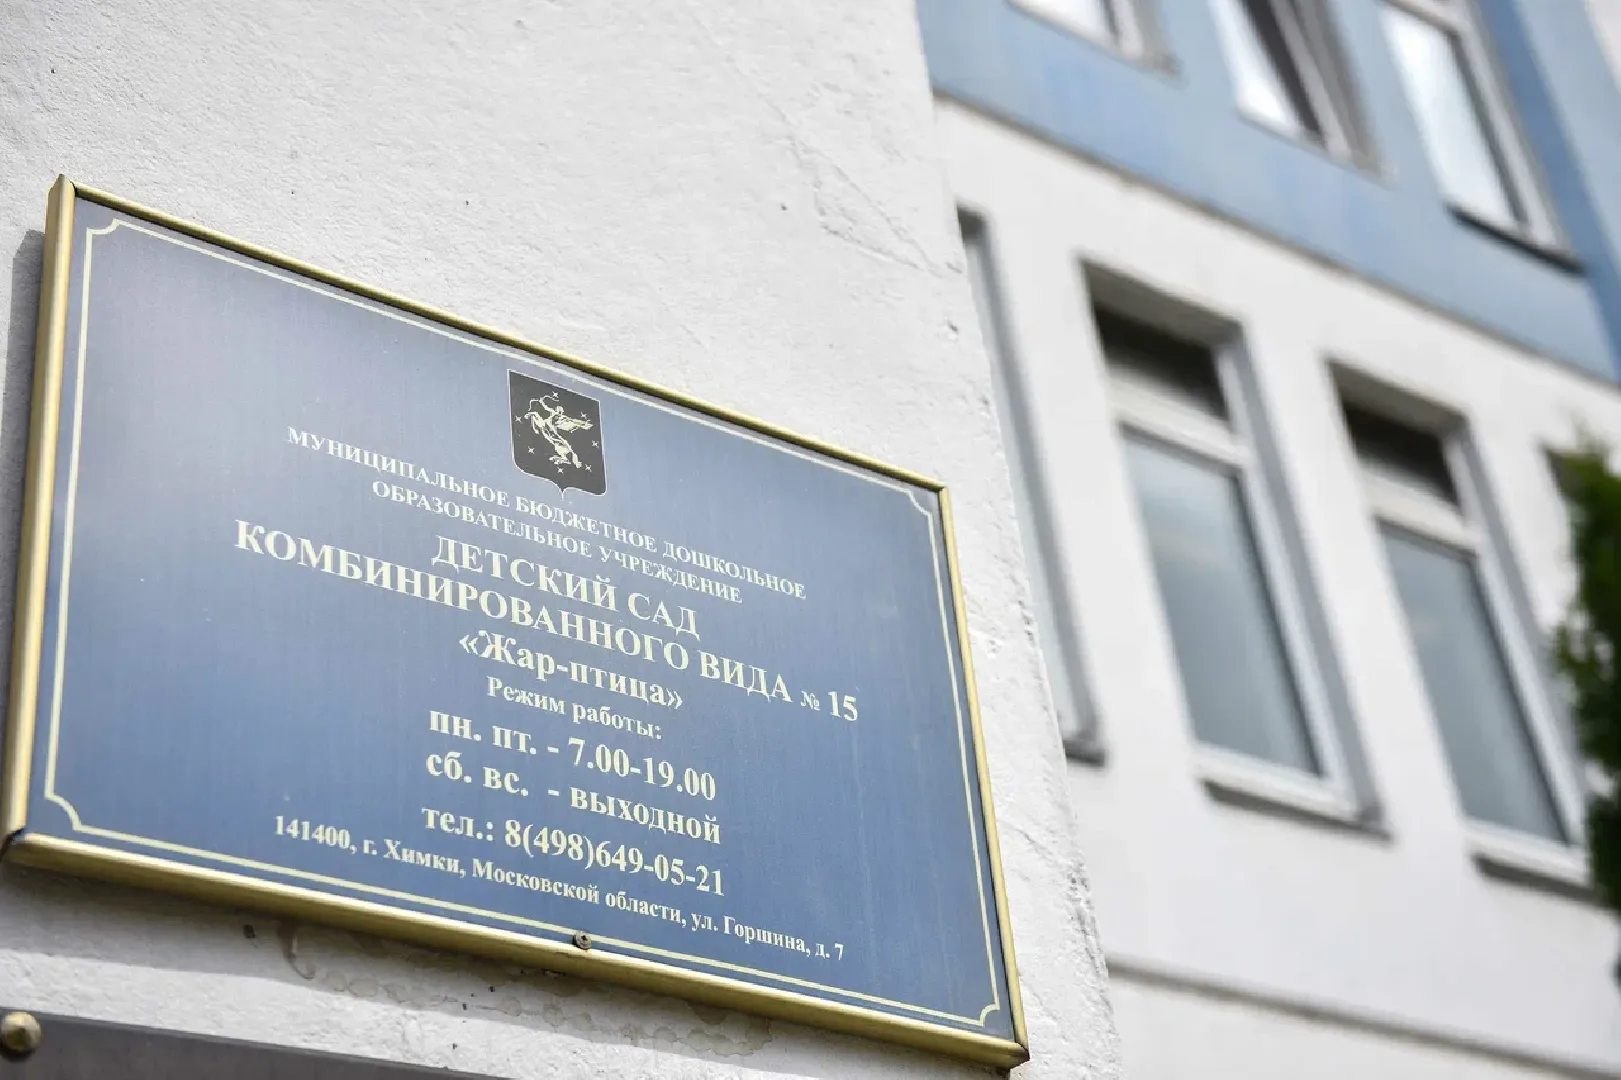 МУНИЦИПАЛЬНОЕ БЮДЖЕТНОЕ ДОШКОЛЬНОЕ
ОБРАЗОВАТЕЛЬНОЕ УЧРЕЖДЕНИЕ
ДЕТСКИЙ САД
КОМБИНИРОВАННОГО ВИДА № 15
«Жар-птица»
Режим работы:
пн. пт. - 7.00-19.00
сб. вс. - выходной
тел.: 8(498)649-05-21
141400, г. Химки, Московской области, ул. Горшина, д. 7